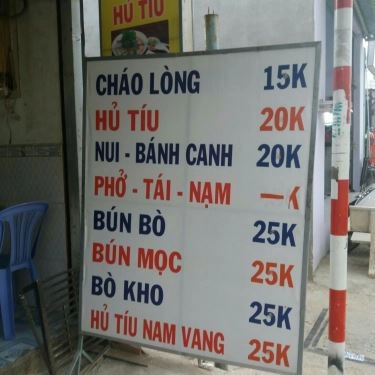 HỦ TÍU
CHÁO LÒNG 15K
HỦ TÍU 20K
NUI - BÁNH CANH 20K
PHỞ - TÁI - NẠM —K
BÚN BÒ 25K
BÚN MỌC 25K
BÒ KHO 25K
HỦ TÍU NAM VANG 25K